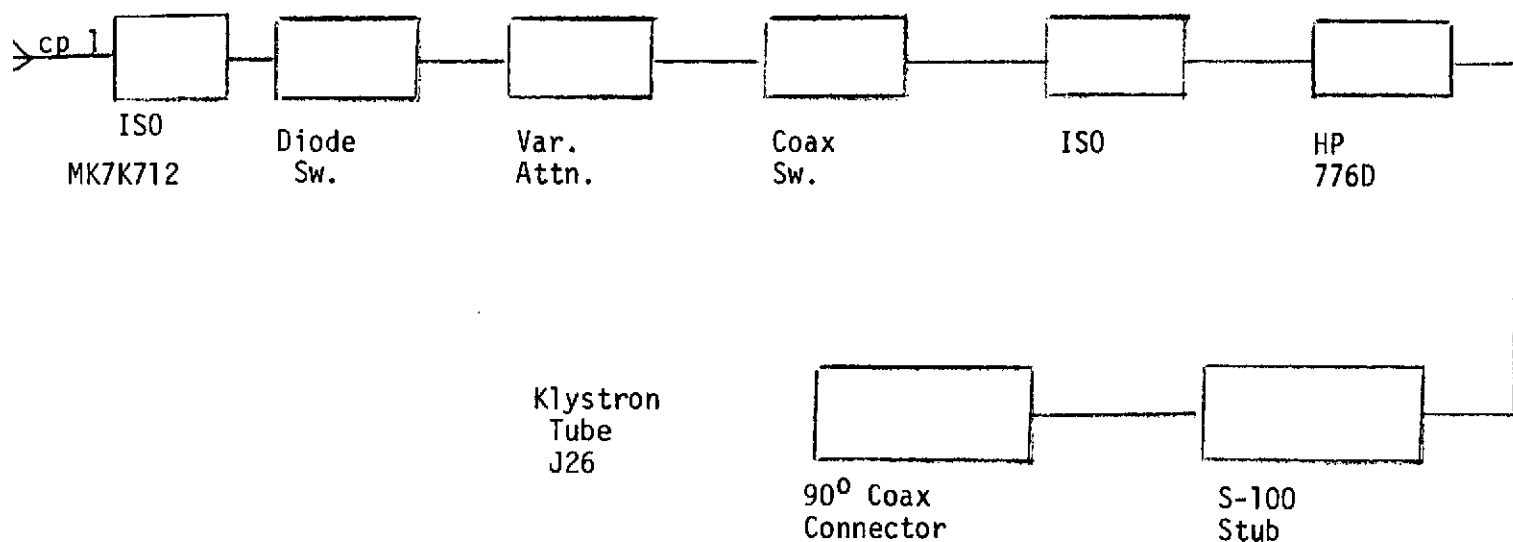 cp 1
ISO
MK7K712
Diode
Sw.
Var.
Attn.
Coax
Sw.
ISO
HP
776D
Klystron
Tube
J26
90° Coax
Connector
S-100
Stub